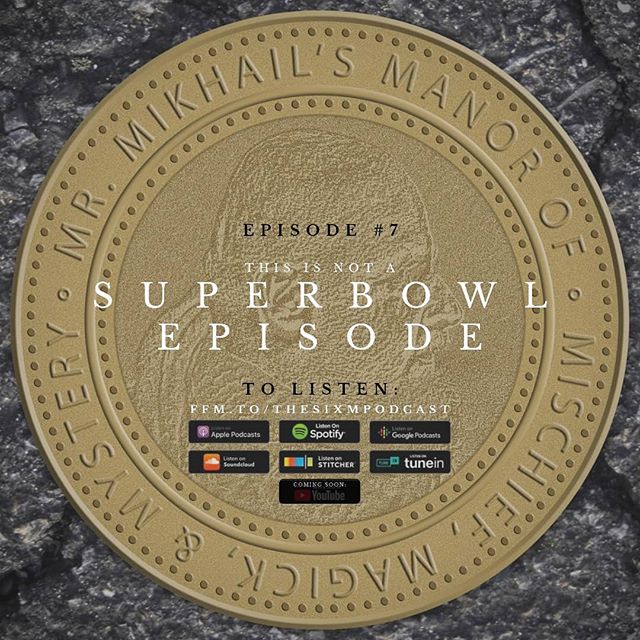 MR. MIKHAIL'S MANOR OF MISCHIEF, MAGICK, & MYSTERY
EPISODE #7
THIS IS NOT A
SUPERBOWL
EPISODE
TO LISTEN:
FFM.TO/THESIXMPODCAST
Listen on
Apple Podcasts
Listen On
Spotify
Listen on
Google Podcasts
Listen on
Soundcloud
Listen on
STITCHER
TUNE IN
LISTEN ON
tunein
COMING SOON:
YouTube